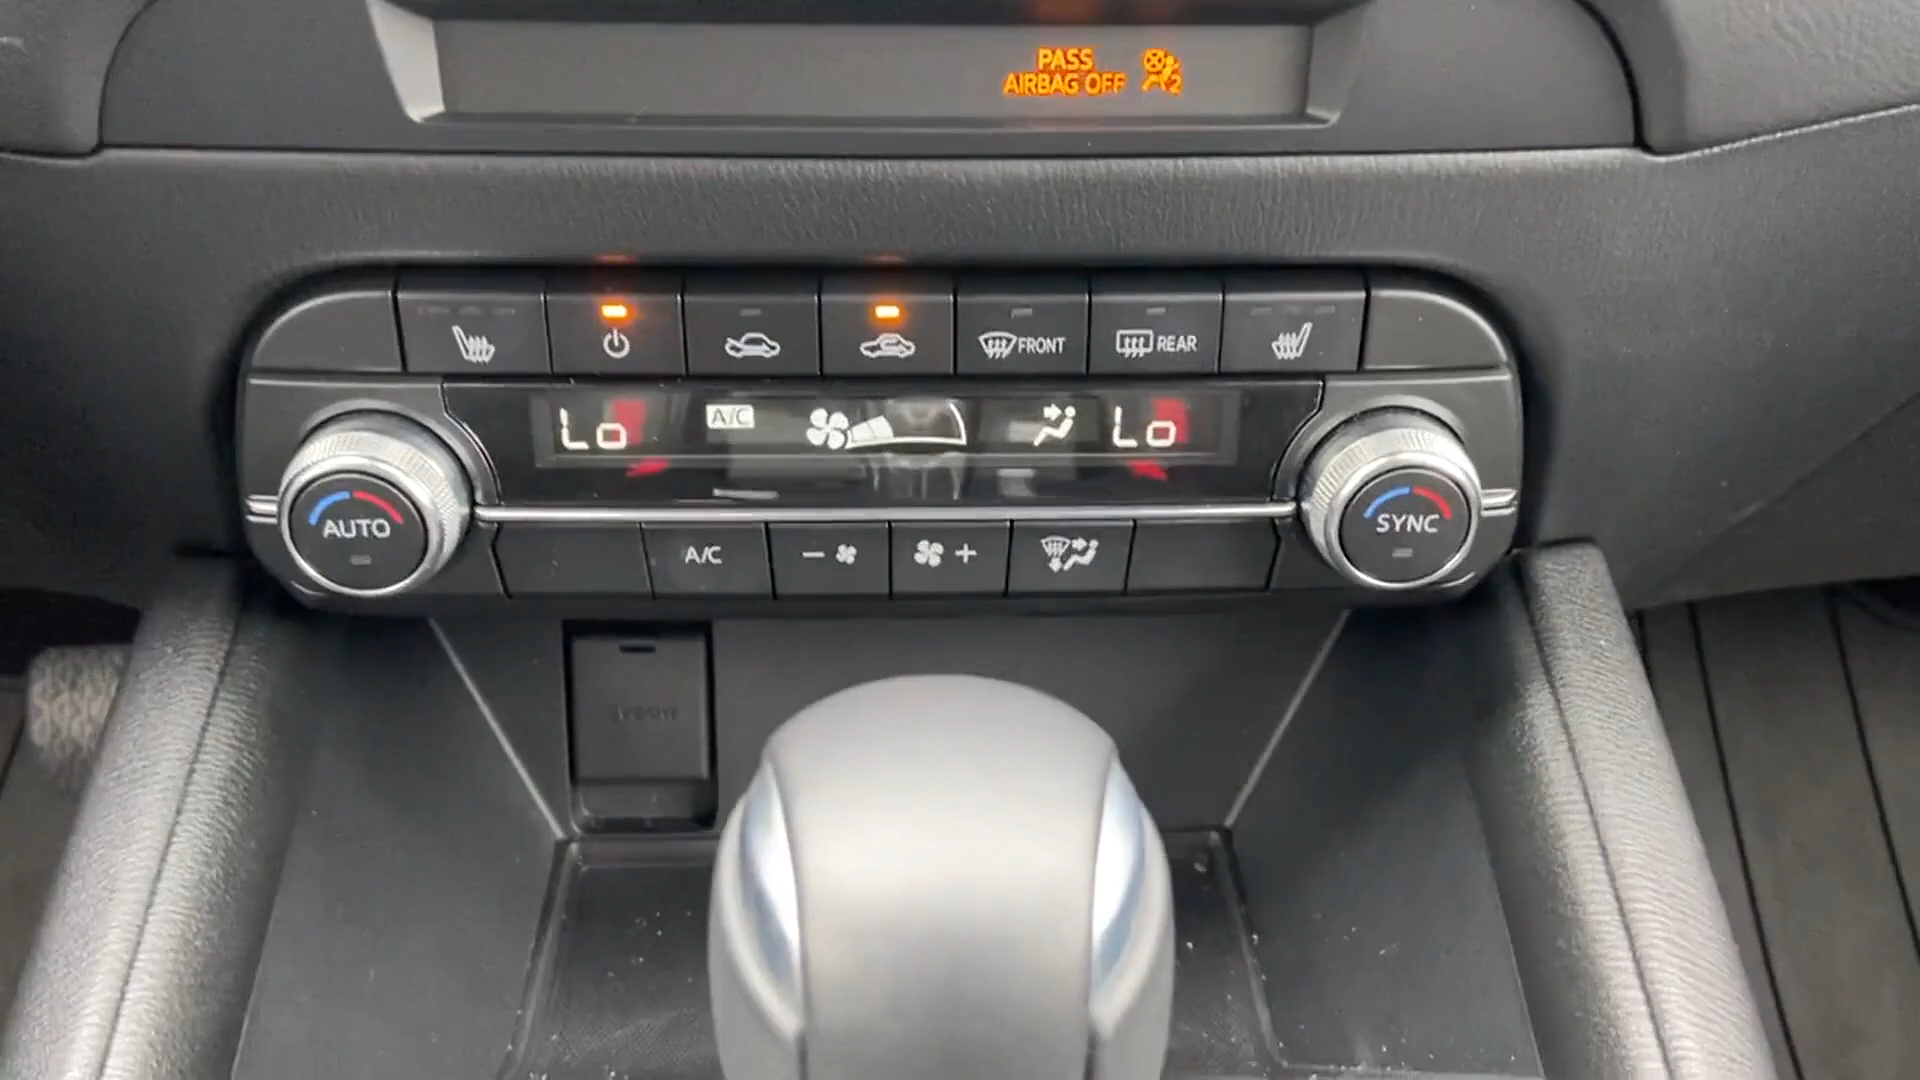 PASS
AIRBAG OFF
2
FRONT
REAR
Lo
A/C
Lo
AUTO
SYNC
A/C